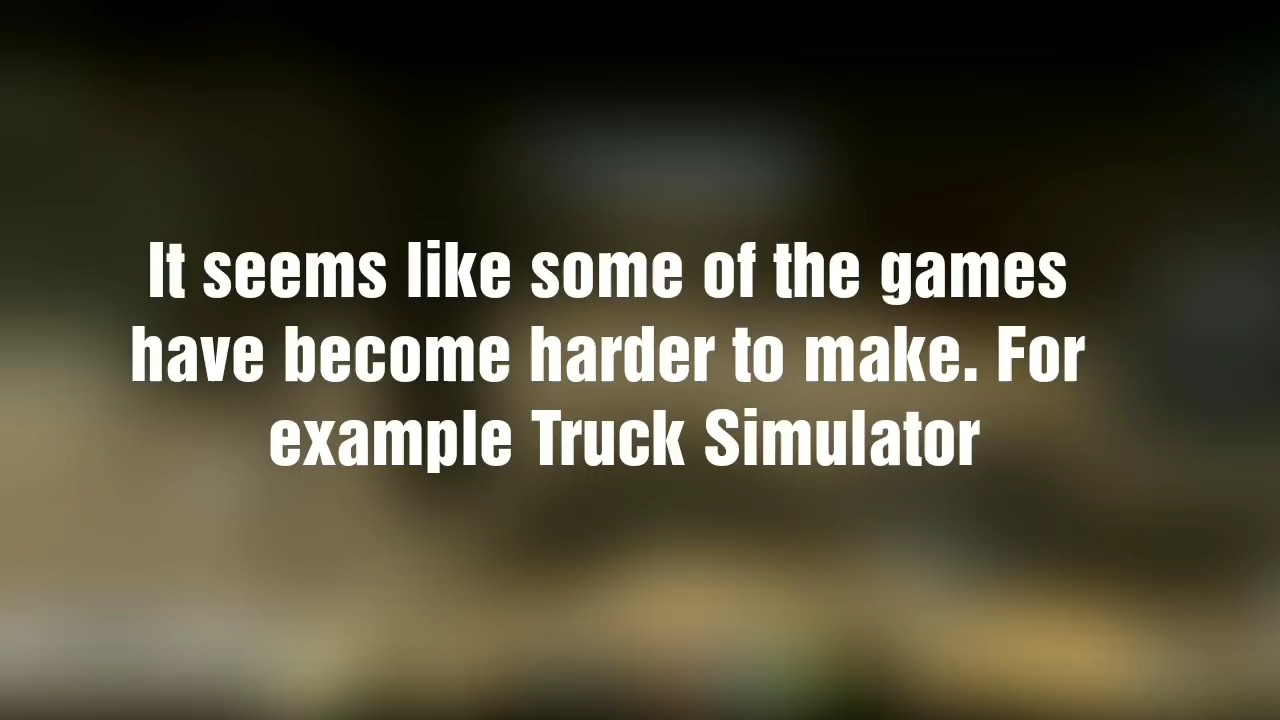 It seems like some of the games
have become harder to make. For
example Truck Simulator